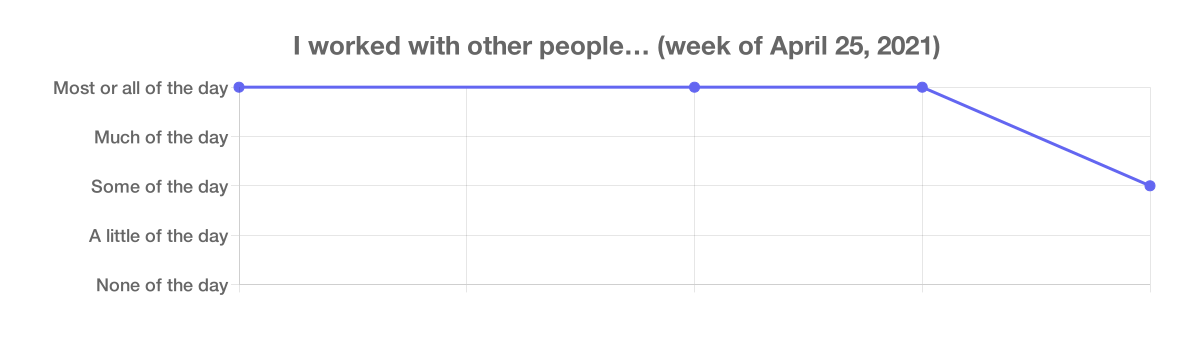 I worked with other people… (week of April 25, 2021)
Most or all of the day
Much of the day
Some of the day
A little of the day
None of the day